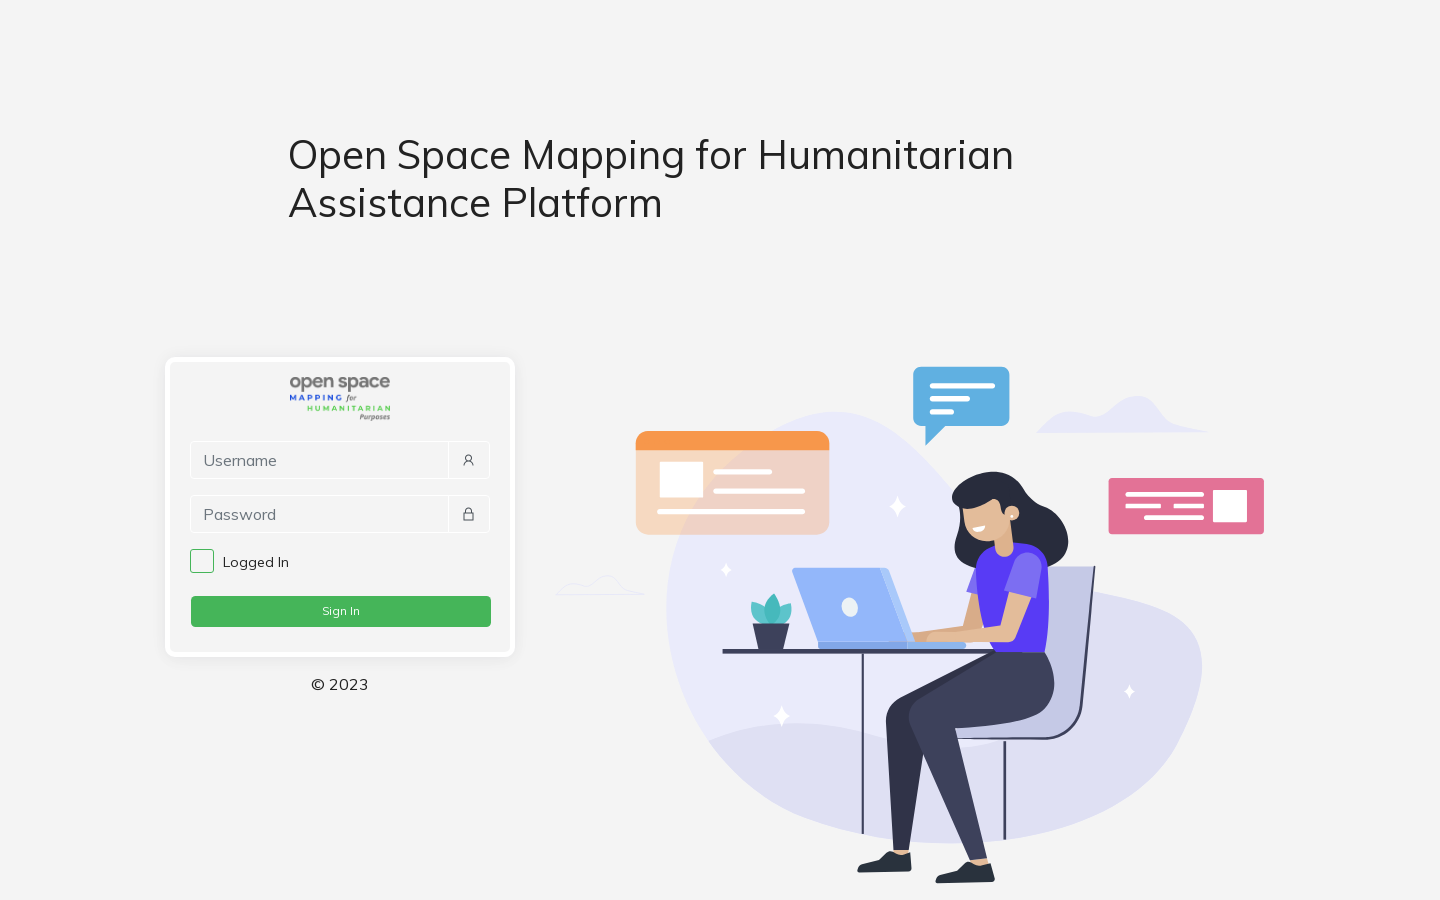 Open Space Mapping for Humanitarian
Assistance Platform
open space
MAPPING for
HUMANITARIAN
Purposes
Username
Password
Logged In
Sign In
© 2023